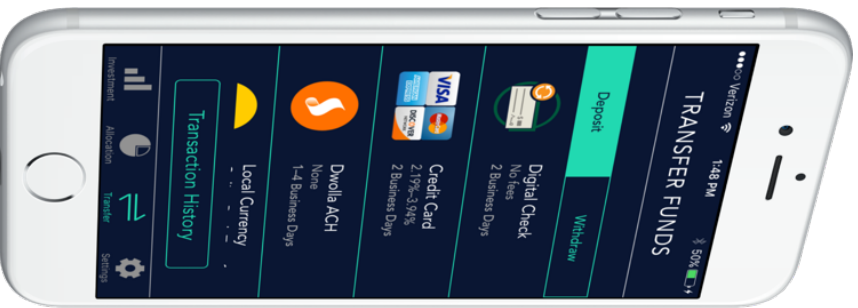 ●●●○○ Verizon 1:48 PM 50%
TRANSFER FUNDS
Deposit Withdraw
Digital Check
No fees
2 Business Days
VISA
DISCOVER
Credit Card
2.19%-3.94%
2 Business Days
Dwolla ACH
None
1-4 Business Days
Local Currency
Transaction History
Investment Allocation Transfer Settings